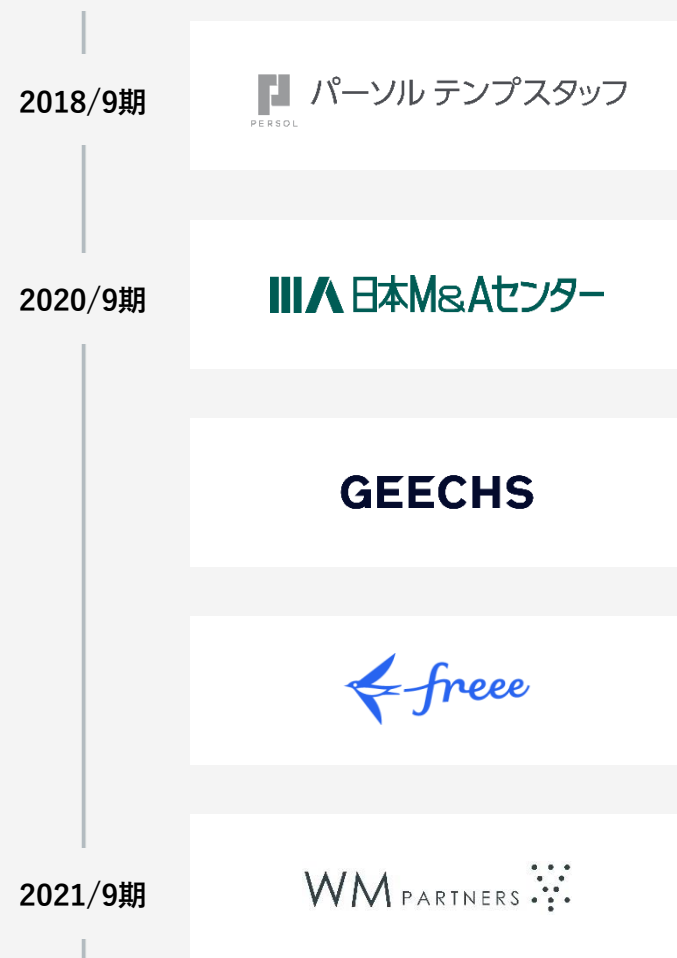 2018/9期
パーソル テンプスタッフ
PERSOL
2020/9期
日本M&Aセンター
GEECHS
freee
2021/9期
WM PARTNERS